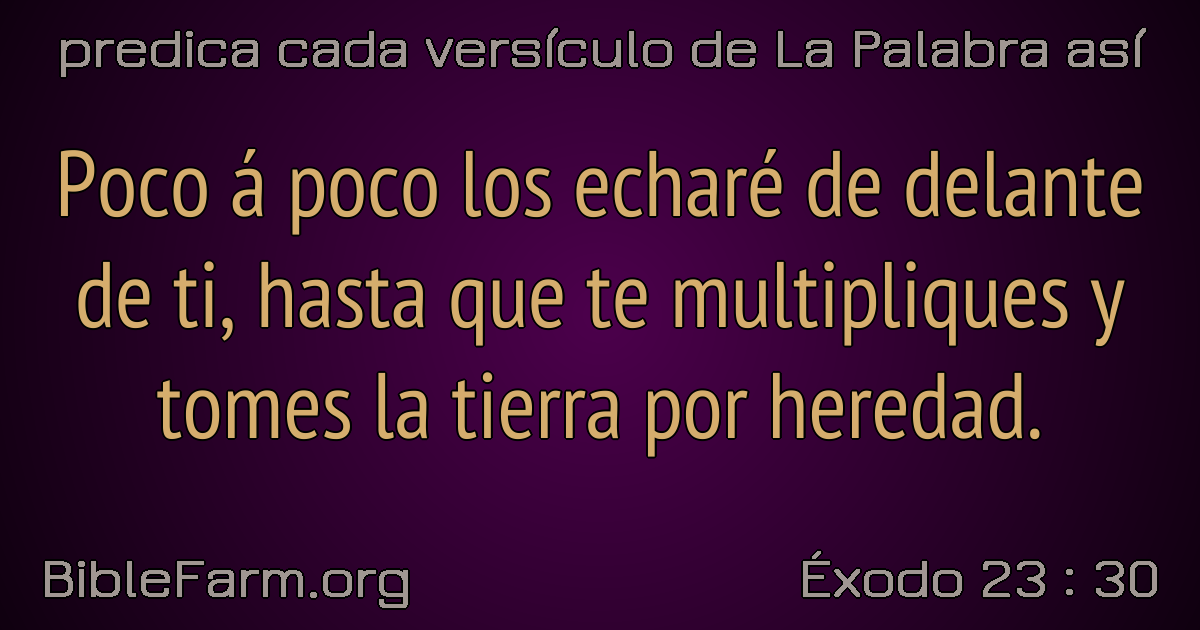 predica cada versículo de La Palabra así
Poco á poco los echaré de delante
de ti, hasta que te multipliques y
tomes la tierra por heredad.
BibleFarm.org
Éxodo 23 : 30